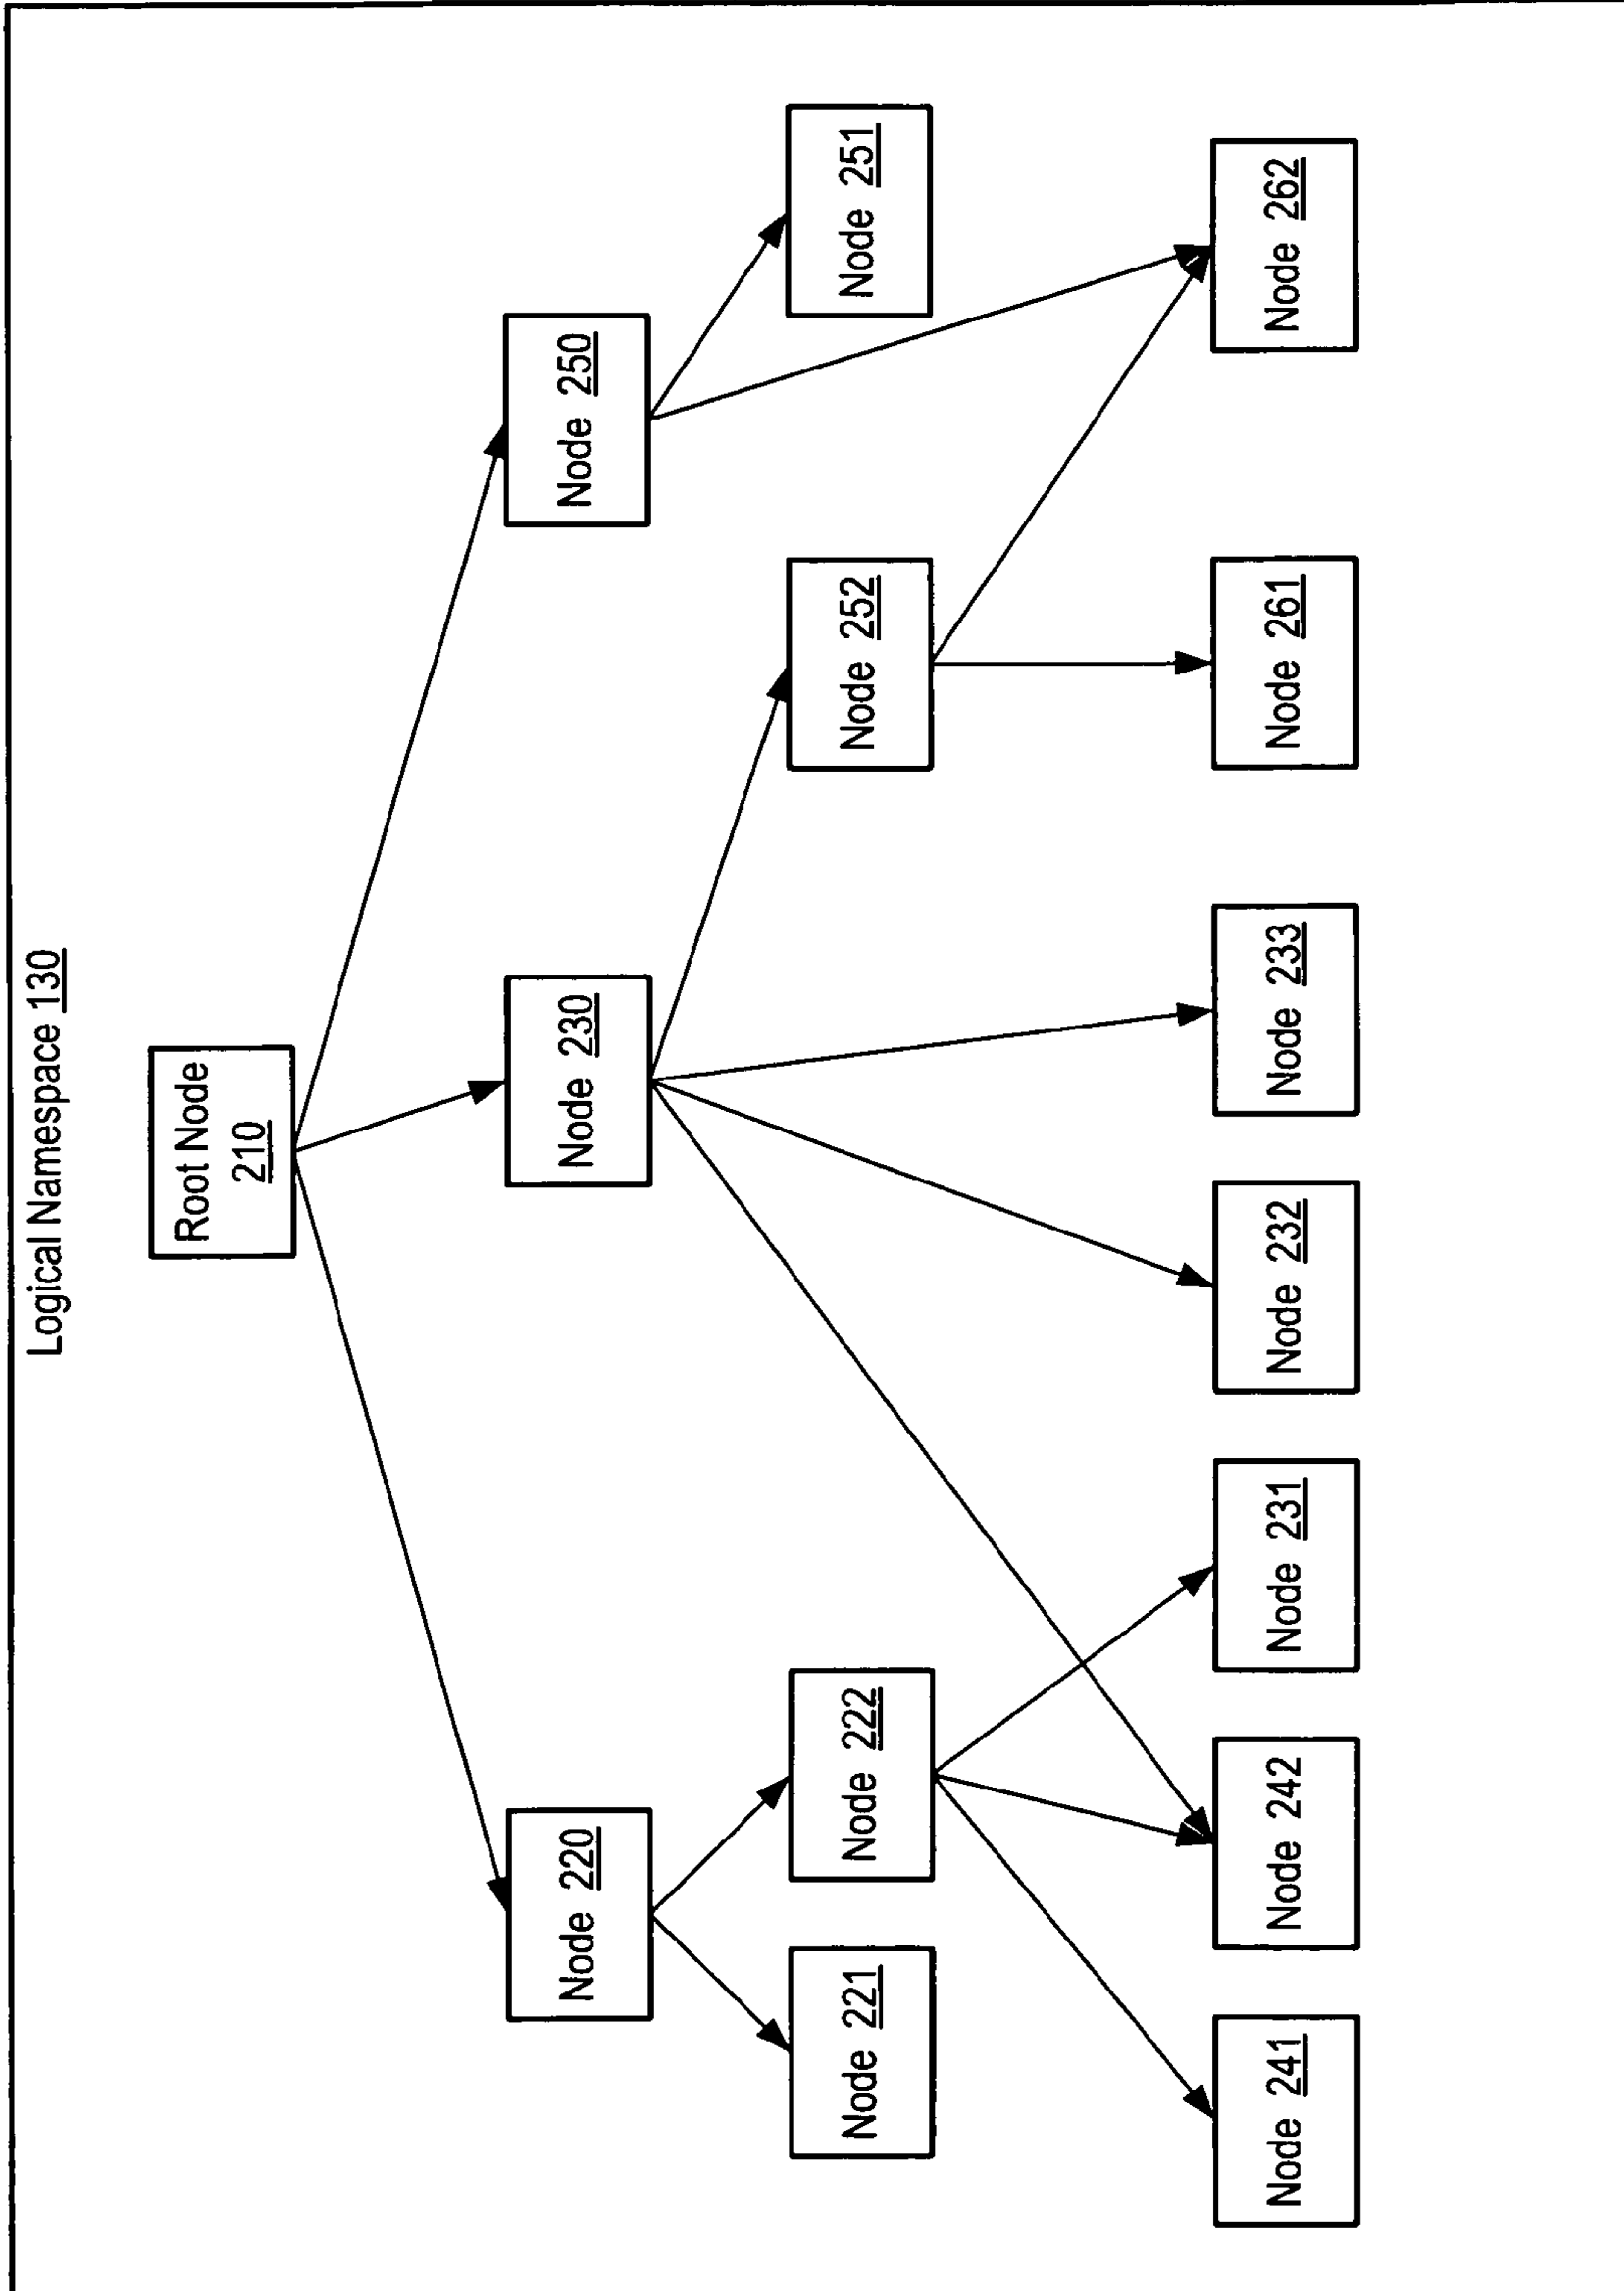 Logical Namespace 130
Root Node
210
Node 220
Node 230
Node 250
Node 221
Node 222
Node 252
Node 251
Node 241
Node 242
Node 231
Node 232
Node 233
Node 261
Node 262